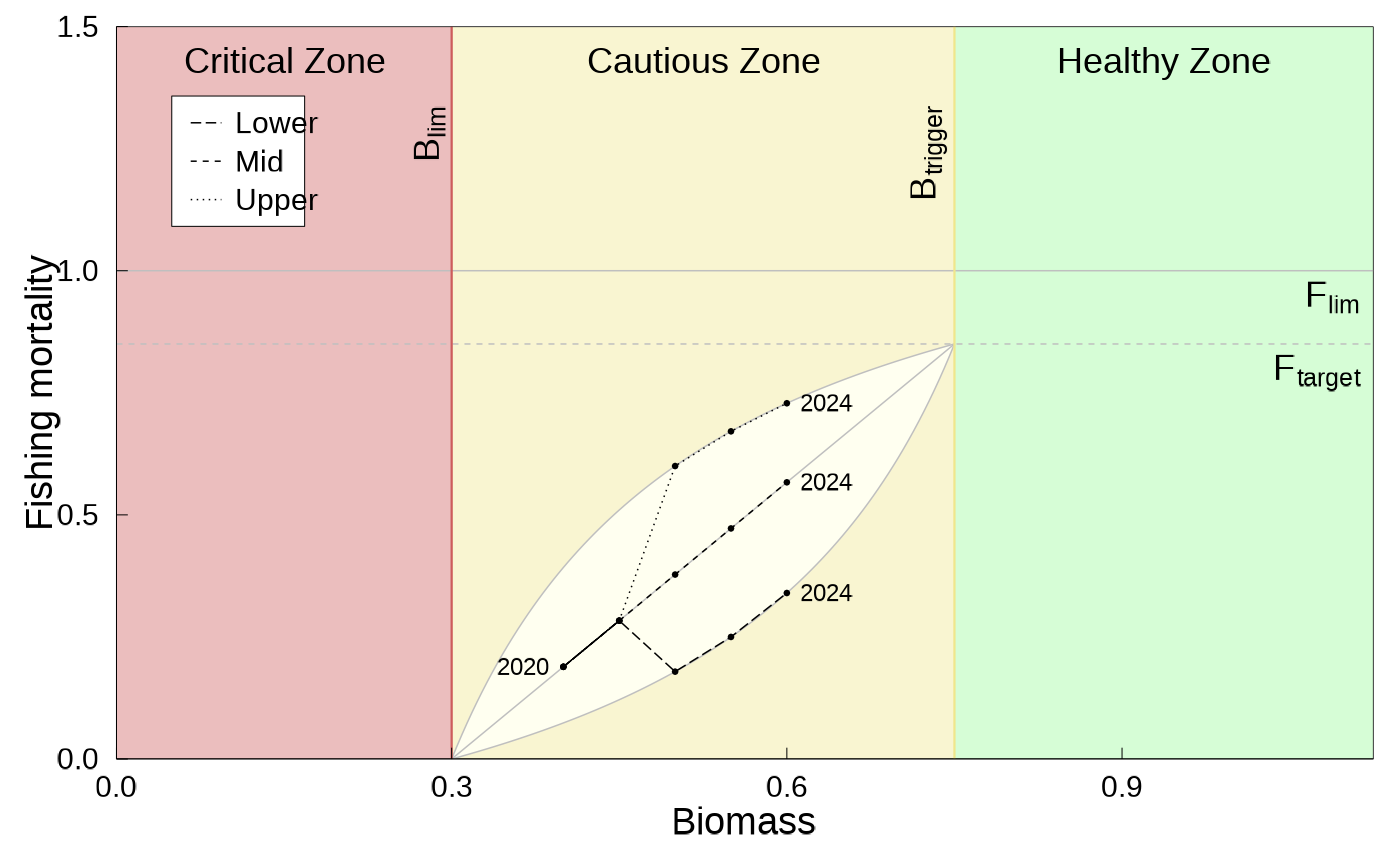 1.5
Critical Zone
Cautious Zone
Healthy Zone
Lower
Mid
Upper
Blim
Btrigger
1.0
Flim
Ftarget
Fishing mortality
2024
2024
0.5
2024
2020
0.0
0.0
0.3
0.6
0.9
Biomass